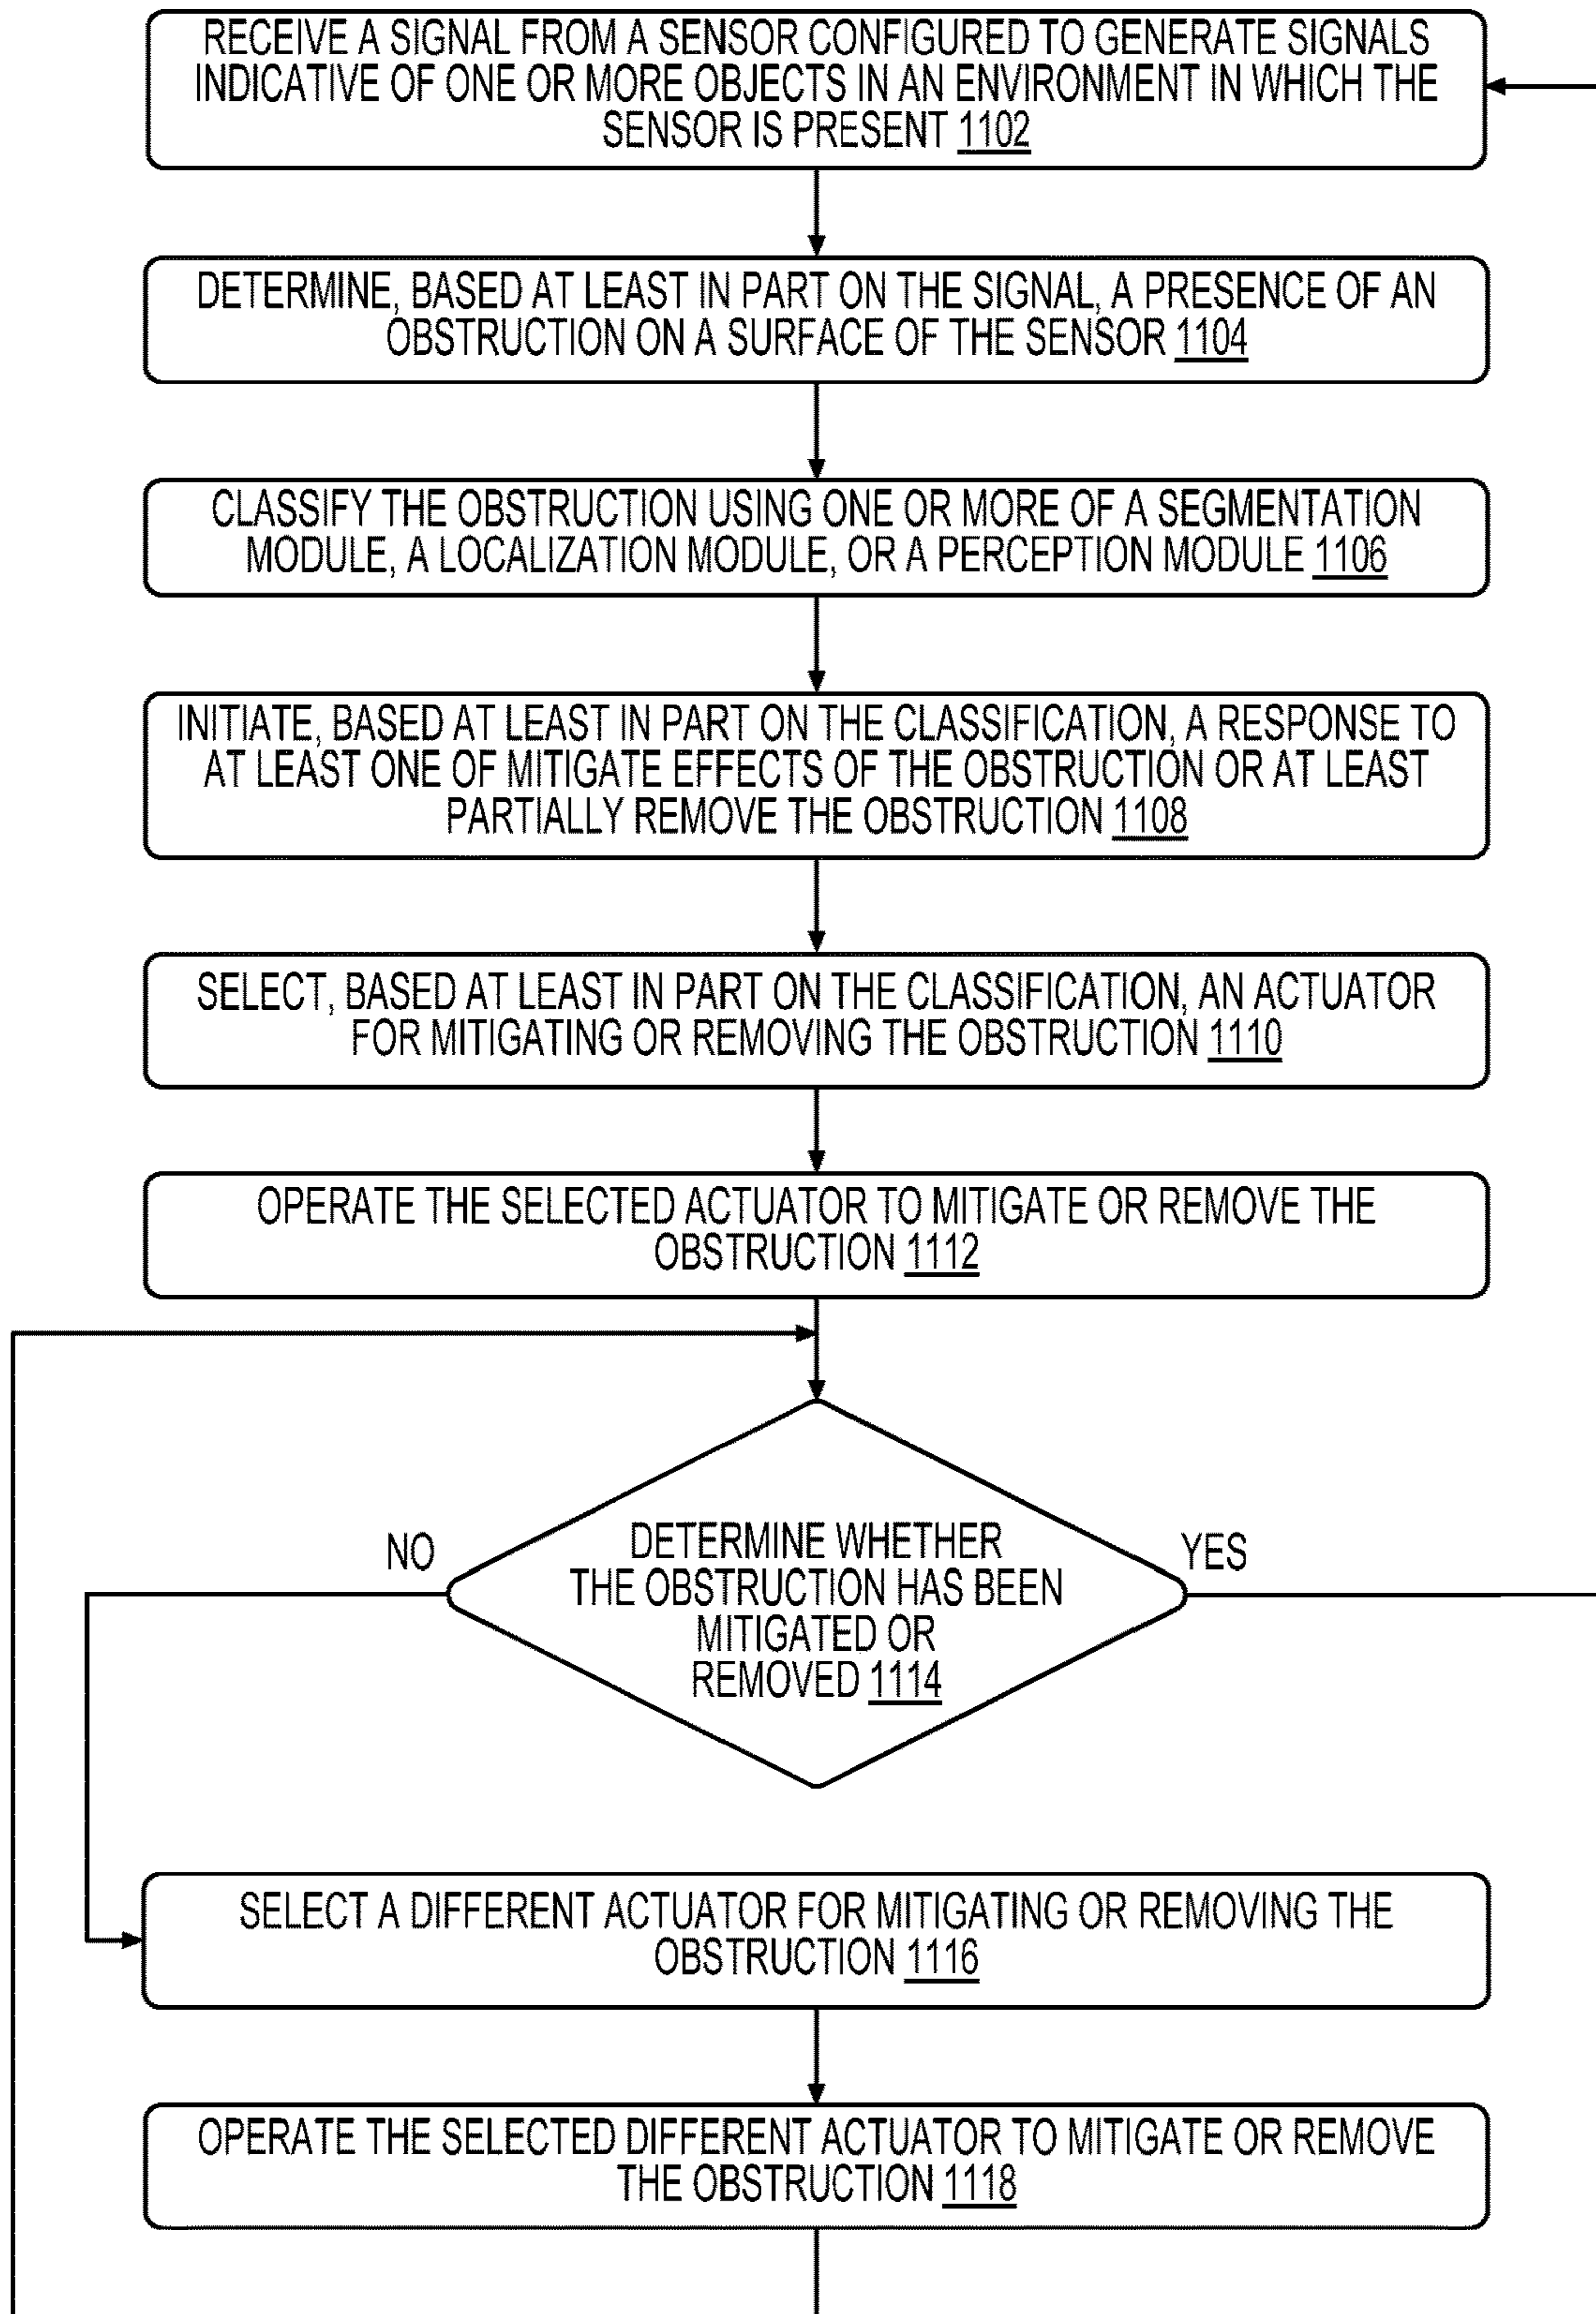 RECEIVE A SIGNAL FROM A SENSOR CONFIGURED TO GENERATE SIGNALS
INDICATIVE OF ONE OR MORE OBJECTS IN AN ENVIRONMENT IN WHICH THE
SENSOR IS PRESENT 1102
DETERMINE, BASED AT LEAST IN PART ON THE SIGNAL, A PRESENCE OF AN
OBSTRUCTION ON A SURFACE OF THE SENSOR 1104
CLASSIFY THE OBSTRUCTION USING ONE OR MORE OF A SEGMENTATION
MODULE, A LOCALIZATION MODULE, OR A PERCEPTION MODULE 1106
INITIATE, BASED AT LEAST IN PART ON THE CLASSIFICATION, A RESPONSE TO
AT LEAST ONE OF MITIGATE EFFECTS OF THE OBSTRUCTION OR AT LEAST
PARTIALLY REMOVE THE OBSTRUCTION 1108
SELECT, BASED AT LEAST IN PART ON THE CLASSIFICATION, AN ACTUATOR
FOR MITIGATING OR REMOVING THE OBSTRUCTION 1110
OPERATE THE SELECTED ACTUATOR TO MITIGATE OR REMOVE THE
OBSTRUCTION 1112
NO
YES
DETERMINE WHETHER
THE OBSTRUCTION HAS BEEN
MITIGATED OR
REMOVED 1114
SELECT A DIFFERENT ACTUATOR FOR MITIGATING OR REMOVING THE
OBSTRUCTION 1116
OPERATE THE SELECTED DIFFERENT ACTUATOR TO MITIGATE OR REMOVE
THE OBSTRUCTION 1118